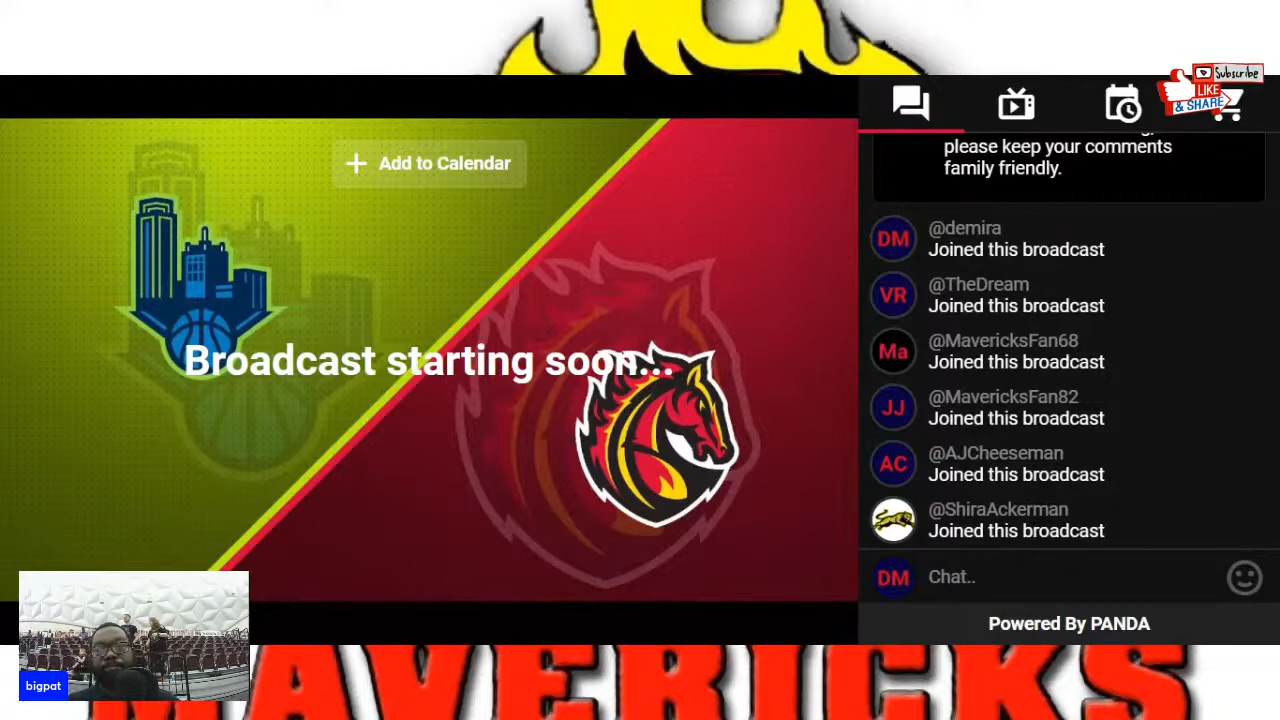 Subscribe
LIKE
& SHARE
Add to Calendar
Broadcast starting soon...
please keep your comments
family friendly.
DM
@demira
Joined this broadcast
VR
@TheDream
Joined this broadcast
Ma
@MavericksFan68
Joined this broadcast
JJ
@MavericksFan82
Joined this broadcast
AC
@AJCheeseman
Joined this broadcast
@ShiraAckerman
Joined this broadcast
DM
Chat..
Powered By PANDA
bigpat
MAVERICKS